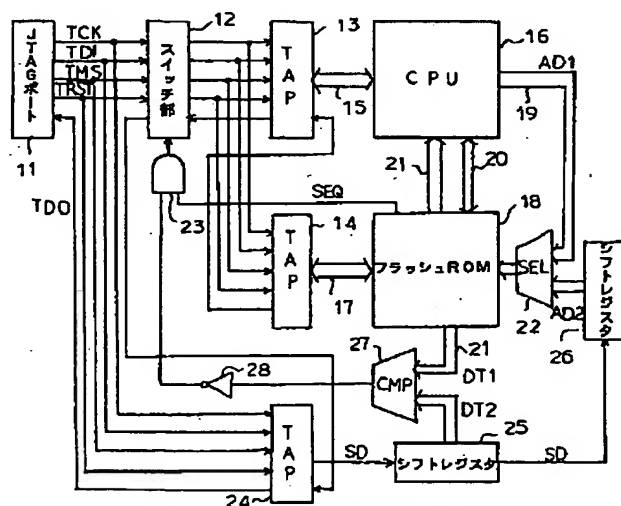 JTAGポート
11
TCK
TDI
TMS
TRST
TDO
スイッチ部
12
TAP
13
15
CPU
16
AD1
19
21
20
SEQ
23
TAP
14
17
フラッシュROM
18
SEL
22
AD2
シフトレジスタ
26
28
CMP
27
21
DT1
DT2
TAP
24
SD
シフトレジスタ
25
SD